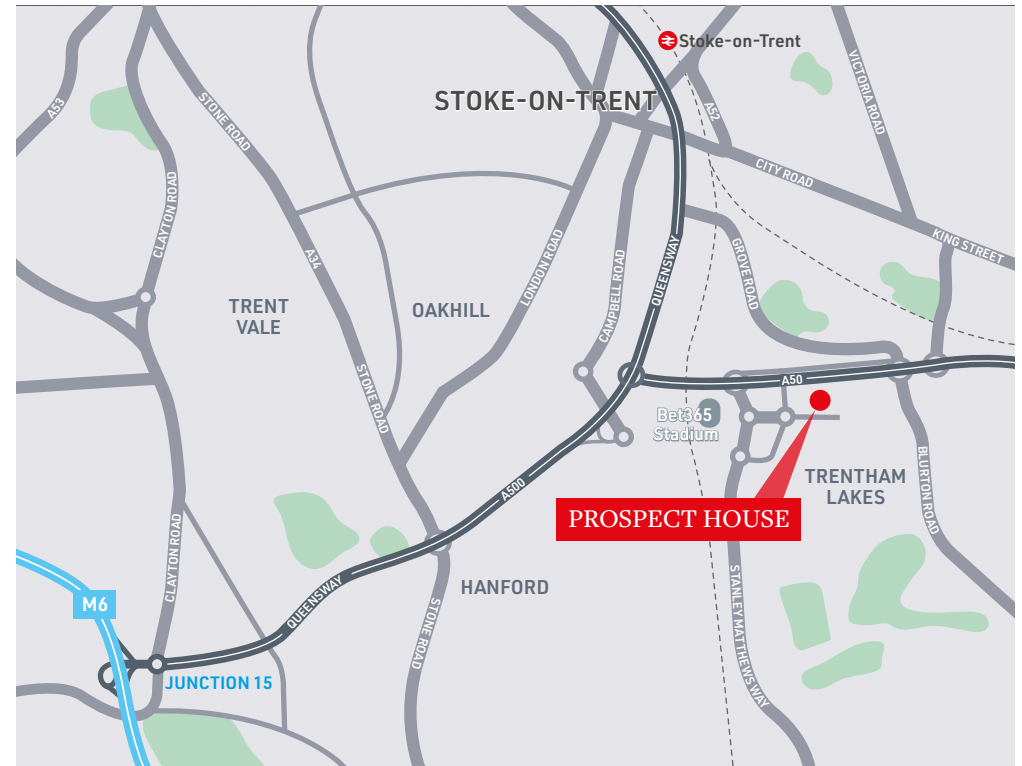 Stoke-on-Trent
STOKE-ON-TRENT
A53
STONE ROAD
A52
VICTORIA ROAD
CITY ROAD
KING STREET
CLAYTON ROAD
A34
LONDON ROAD
CAMPBELL ROAD
QUEENSWAY
GROVE ROAD
TRENT
VALE
OAKHILL
STONE ROAD
A50
Bet365
Stadium
TRENTHAM
LAKES
BLURTON ROAD
A500
PROSPECT HOUSE
CLAYTON ROAD
QUEENSWAY
HANFORD
STONE ROAD
STANLEY MATTHEWS WAY
M6
JUNCTION 15